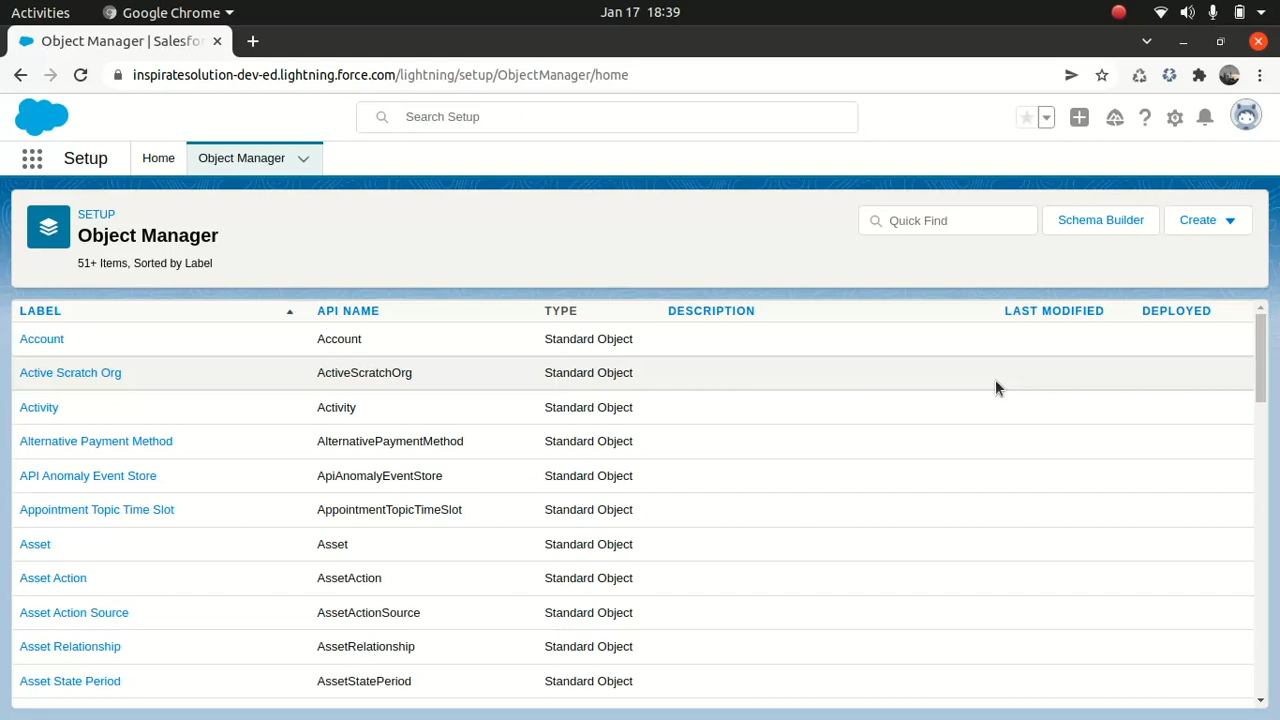 Activities
Google Chrome
Jan 17 18:39
Object Manager | Salesfor
inspiratesolution-dev-ed.lightning.force.com/lightning/setup/ObjectManager/home
Search Setup
Setup
Home
Object Manager
SETUP
Object Manager
51+ Items, Sorted by Label
Quick Find
Schema Builder
Create
LABEL API NAME TYPE DESCRIPTION LAST MODIFIED DEPLOYED
Account Account Standard Object
Active Scratch Org ActiveScratchOrg Standard Object
Activity Activity Standard Object
Alternative Payment Method AlternativePaymentMethod Standard Object
API Anomaly Event Store ApiAnomalyEventStore Standard Object
Appointment Topic Time Slot AppointmentTopicTimeSlot Standard Object
Asset Asset Standard Object
Asset Action AssetAction Standard Object
Asset Action Source AssetActionSource Standard Object
Asset Relationship AssetRelationship Standard Object
Asset State Period AssetStatePeriod Standard Object